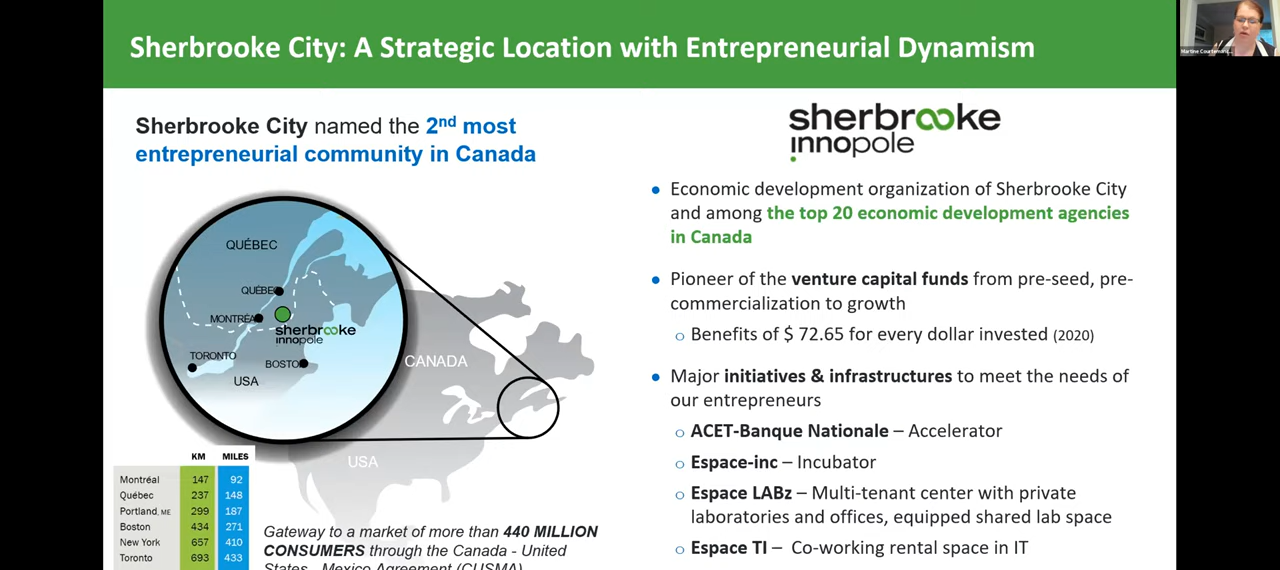 Sherbrooke City: A Strategic Location with Entrepreneurial Dynamism
Sherbrooke City named the 2nd most
entrepreneurial community in Canada
QUÉBEC
QUÉBEC
MONTRÉAL
sherbrooke
innopole
TORONTO
BOSTON
USA
CANADA
USA
KM MILES
Montréal 147 92
Québec 237 148
Portland, ME 299 187
Boston 434 271
New York 657 410
Toronto 693 433
Gateway to a market of more than 440 MILLION
CONSUMERS through the Canada - United
States - Mexico Agreement (CUSMA)
sherbrooke
innopole
• Economic development organization of Sherbrooke City
and among the top 20 economic development agencies
in Canada
• Pioneer of the venture capital funds from pre-seed, pre-
commercialization to growth
o Benefits of $ 72.65 for every dollar invested (2020)
• Major initiatives & infrastructures to meet the needs of
our entrepreneurs
o ACET-Banque Nationale – Accelerator
o Espace-inc – Incubator
o Espace LABz – Multi-tenant center with private
laboratories and offices, equipped shared lab space
o Espace TI – Co-working rental space in IT
Martine